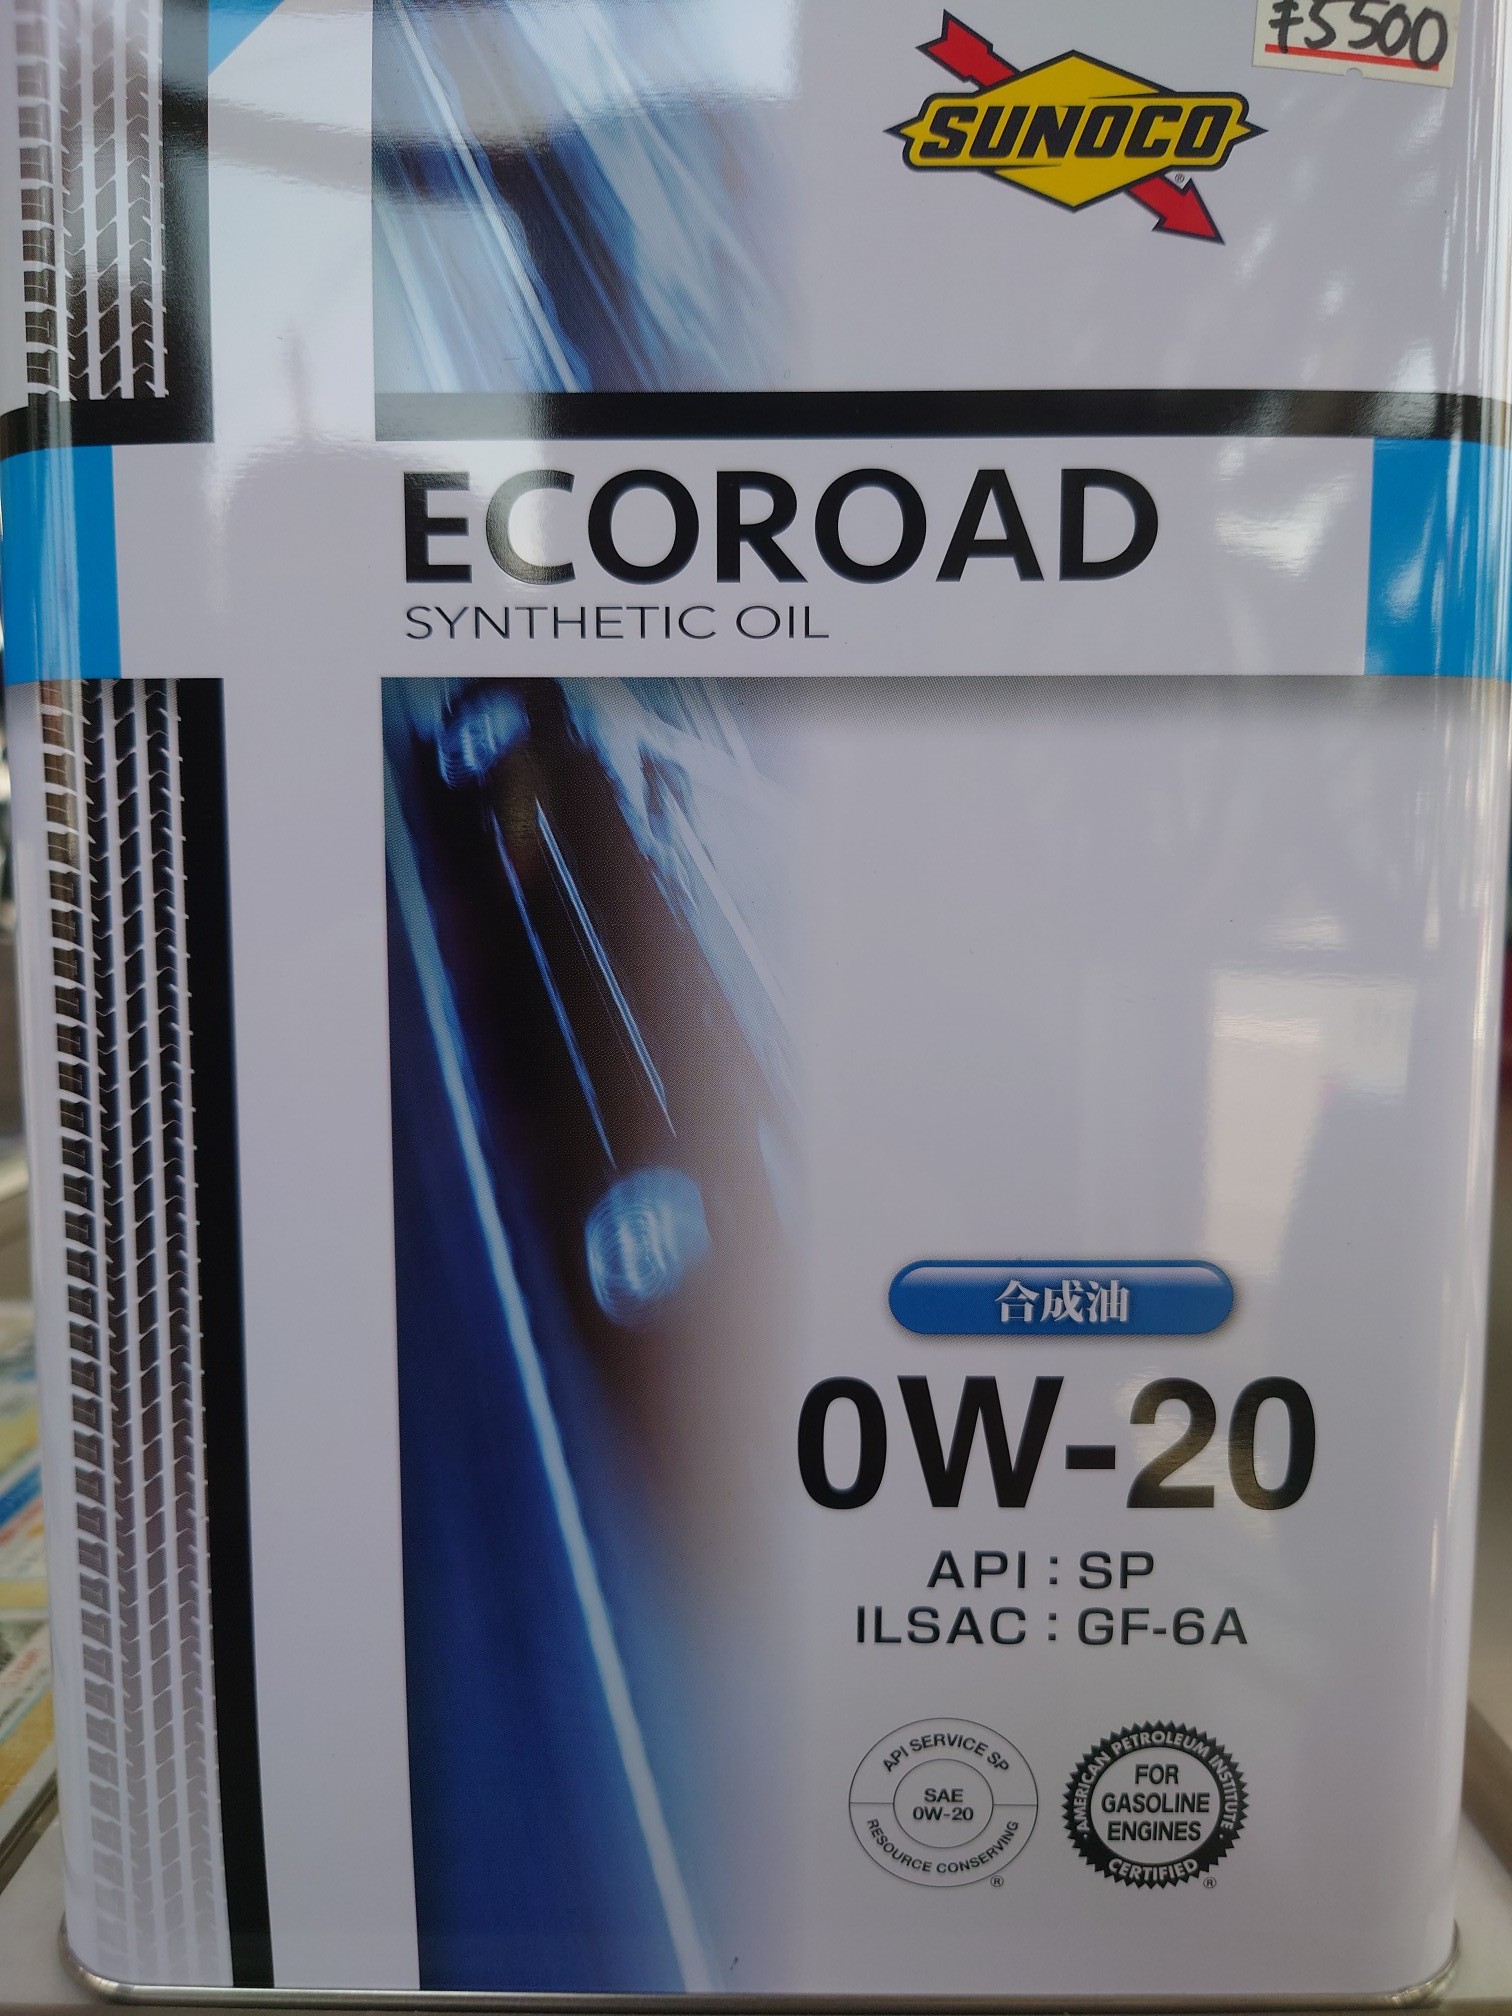 ¥5500
SUNOCO
®
ECOROAD
SYNTHETIC OIL
合成油
0W-20
API : SP
ILSAC : GF-6A
API SERVICE SP
SAE
0W-20
RESOURCE CONSERVING
®
AMERICAN PETROLEUM INSTITUTE
FOR
GASOLINE
ENGINES
CERTIFIED
®